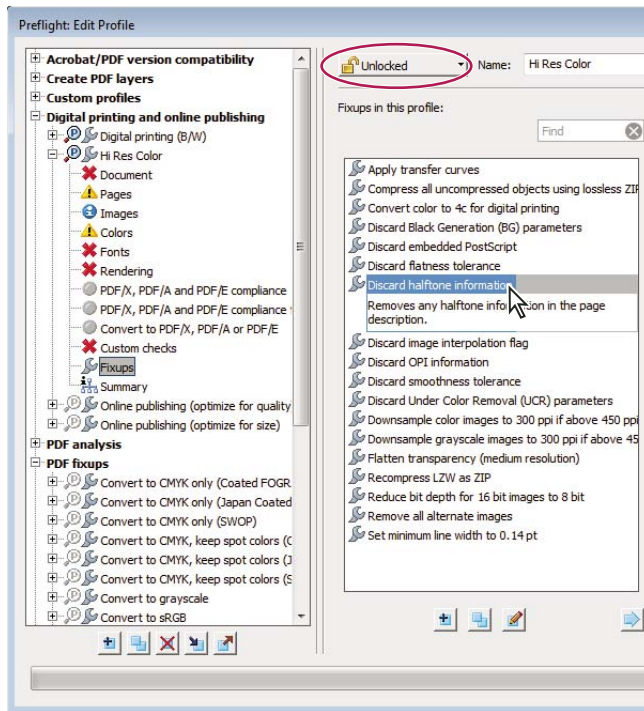 Preflight: Edit Profile
Acrobat/PDF version compatibility
Create PDF layers
Custom profiles
Digital printing and online publishing
Digital printing (B/W)
Hi Res Color
Document
Pages
Images
Colors
Fonts
Rendering
PDF/X, PDF/A and PDF/E compliance
PDF/X, PDF/A and PDF/E compliance
Convert to PDF/X, PDF/A or PDF/E
Custom checks
Fixups
Summary
Online publishing (optimize for quality
Online publishing (optimize for size)
PDF analysis
PDF fixups
Convert to CMYK only (Coated FOGR
Convert to CMYK only (Japan Coated
Convert to CMYK only (SWOP)
Convert to CMYK, keep spot colors (C
Convert to CMYK, keep spot colors (J
Convert to CMYK, keep spot colors (S
Convert to grayscale
Convert to sRGB
Unlocked
Name: Hi Res Color
Fixups in this profile:
Find
Apply transfer curves
Compress all uncompressed objects using lossless ZIP
Convert color to 4c for digital printing
Discard Black Generation (BG) parameters
Discard embedded PostScript
Discard flatness tolerance
Discard halftone information
Removes any halftone information in the page
description.
Discard image interpolation flag
Discard OPI information
Discard smoothness tolerance
Discard Under Color Removal (UCR) parameters
Downsample color images to 300 ppi if above 450 ppi
Downsample grayscale images to 300 ppi if above 45
Flatten transparency (medium resolution)
Recompress LZW as ZIP
Reduce bit depth for 16 bit images to 8 bit
Remove all alternate images
Set minimum line width to 0.14 pt